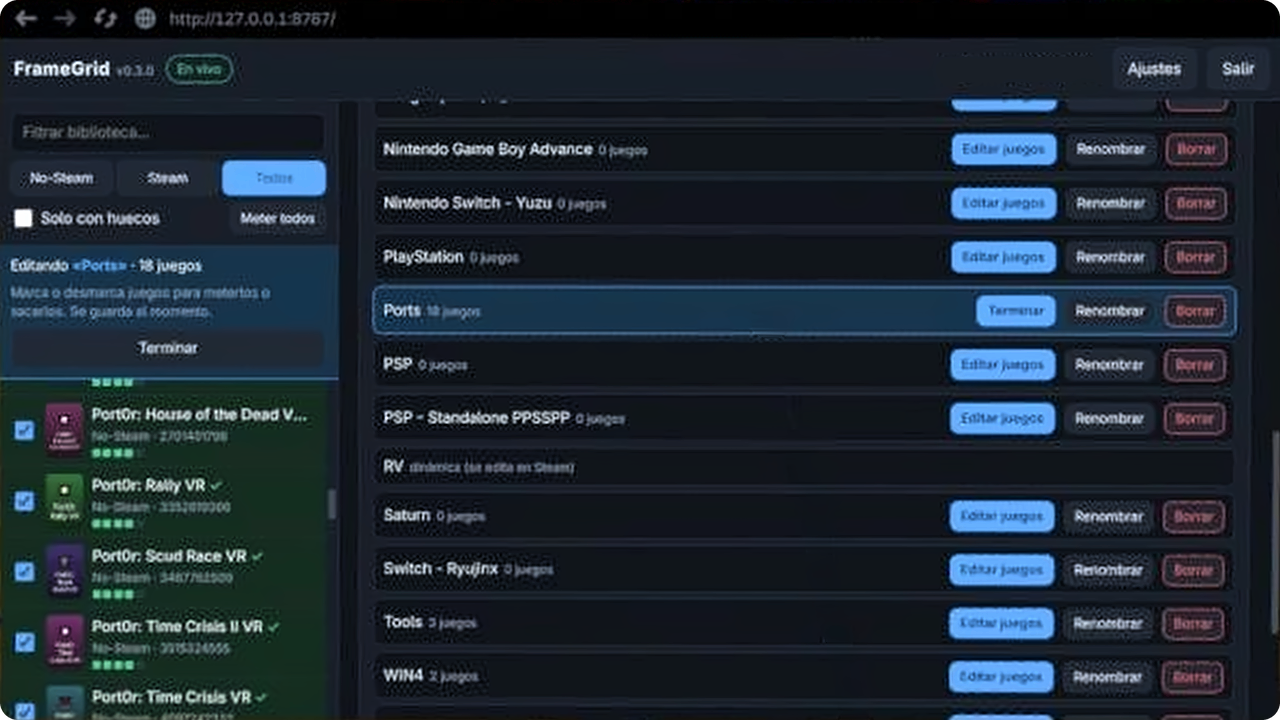 http://127.0.0.1:8787/
FrameGrid v0.3.0 En vivo
Ajustes Salir
Filtrar biblioteca...
No-Steam Steam Todos
Solo con huecos Meter todos
Editando «Ports» · 18 juegos
Marca o desmarca juegos para meterlos o
sacarlos. Se guarda al momento.
Terminar
Port0r: House of the Dead V...
No-Steam ·
Port0r: Rally VR ✓
No-Steam ·
Port0r: Scud Race VR ✓
No-Steam ·
Port0r: Time Crisis II VR ✓
No-Steam ·
Port0r: Time Crisis VR ✓
Nintendo Game Boy Advance 0 juegos Editar juegos Renombrar Borrar
Nintendo Switch - Yuzu 0 juegos Editar juegos Renombrar Borrar
PlayStation 0 juegos Editar juegos Renombrar Borrar
Ports 18 juegos Terminar Renombrar Borrar
PSP 0 juegos Editar juegos Renombrar Borrar
PSP - Standalone PPSSPP 0 juegos Editar juegos Renombrar Borrar
RV dinámica (se edita en Steam)
Saturn 0 juegos Editar juegos Renombrar Borrar
Switch - Ryujinx 0 juegos Editar juegos Renombrar Borrar
Tools 3 juegos Editar juegos Renombrar Borrar
WIN4 2 juegos Editar juegos Renombrar Borrar